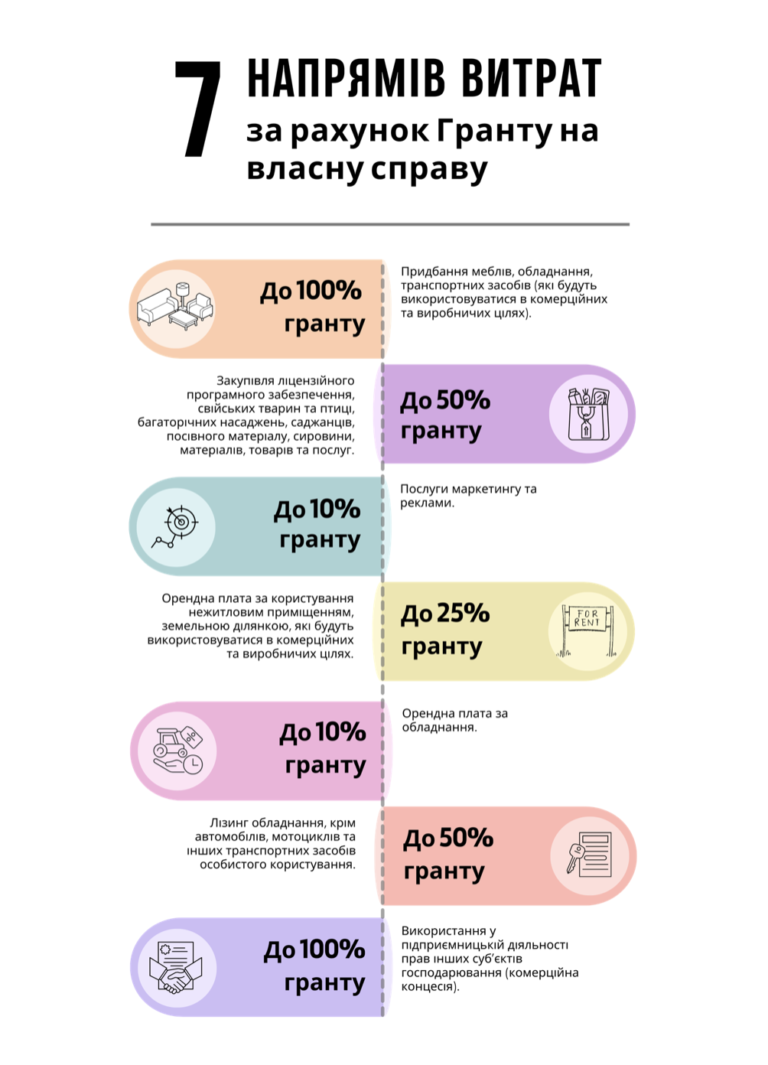 7
НАПРЯМІВ ВИТРАТ
за рахунок Гранту на
власну справу
До 100%
гранту
Придбання меблів, обладнання,
транспортних засобів (які будуть
використовуватися в комерційних
та виробничих цілях).
Закупівля ліцензійного
програмного забезпечення,
свійських тварин та птиці,
багаторічних насаджень, саджанців,
посівного матеріалу, сировини,
матеріалів, товарів та послуг.
До 50%
гранту
До 10%
гранту
Послуги маркетингу та
реклами.
Орендна плата за користування
нежитловим приміщенням,
земельною ділянкою, які будуть
використовуватися в комерційних
та виробничих цілях.
До 25%
гранту
FOR
RENT
До 10%
гранту
Орендна плата за
обладнання.
Лізинг обладнання, крім
автомобілів, мотоциклів та
інших транспортних засобів
особистого користування.
До 50%
гранту
До 100%
гранту
Використання у
підприємницькій діяльності
прав інших суб'єктів
господарювання (комерційна
концесія).